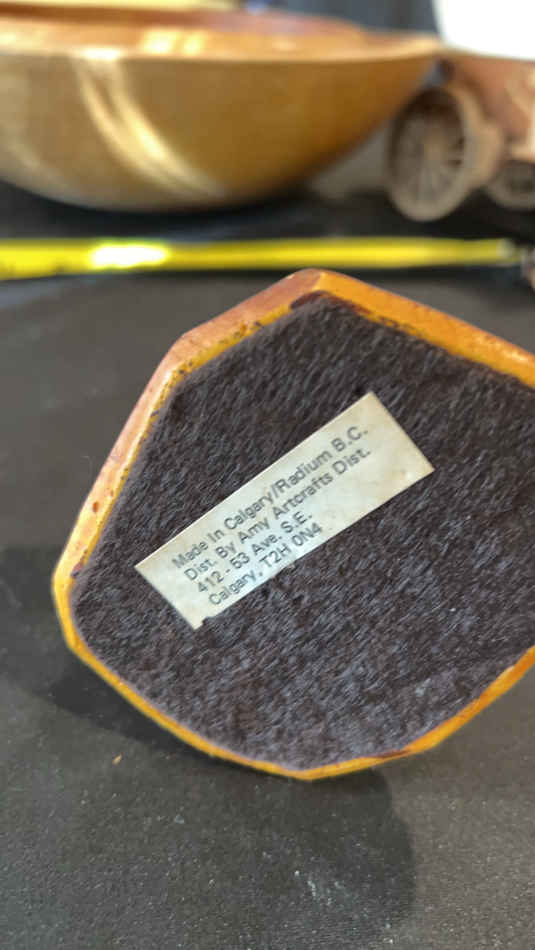 Made In Calgary/Radium B.C.
Dist. By Amy Artcrafts Dist.
412 - 53 Ave. S.E.
Calgary, T2H 0N4